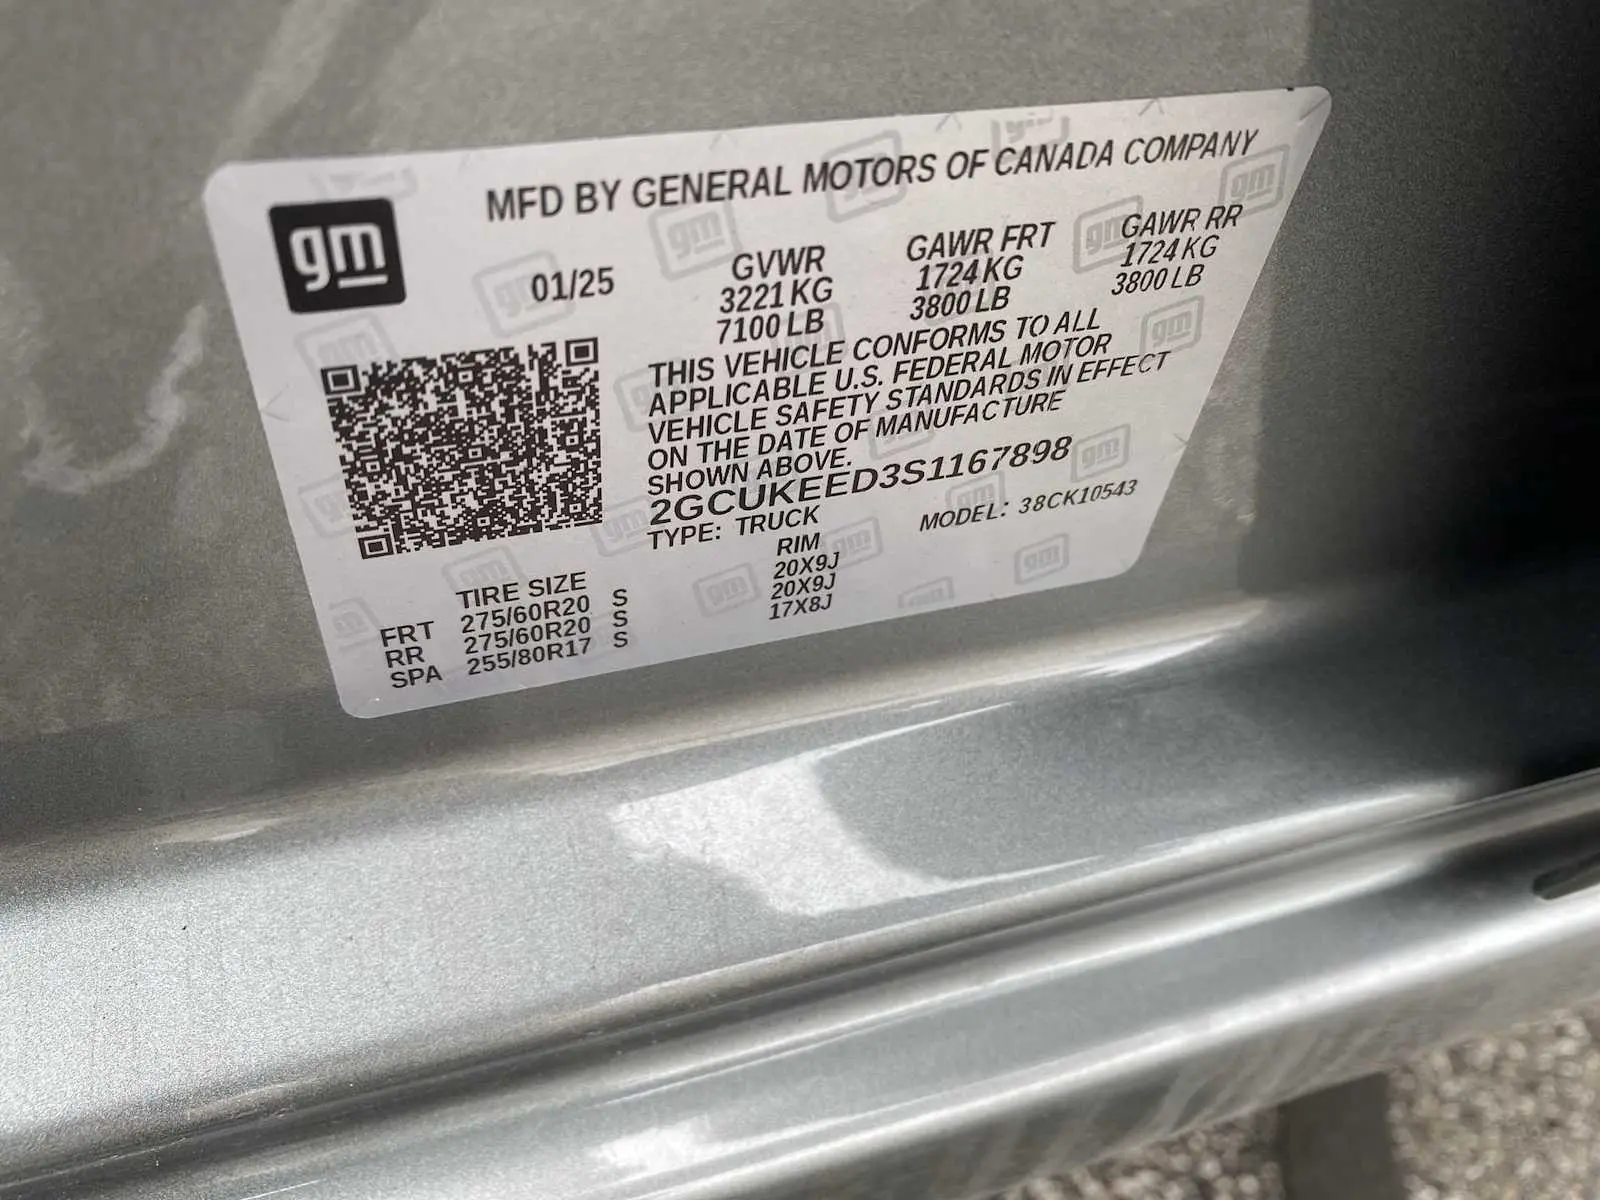 gm
MFD BY GENERAL MOTORS OF CANADA COMPANY
01/25
GVWR
3221 KG
7100 LB
GAWR FRT
1724 KG
3800 LB
GAWR RR
1724 KG
3800 LB
THIS VEHICLE CONFORMS TO ALL
APPLICABLE U.S. FEDERAL MOTOR
VEHICLE SAFETY STANDARDS IN EFFECT
ON THE DATE OF MANUFACTURE
SHOWN ABOVE.
2GCUKEED3S1167898
TYPE: TRUCK MODEL: 38CK10543
TIRE SIZE RIM
FRT 275/60R20 S 20X9J
RR 275/60R20 S 20X9J
SPA 255/80R17 S 17X8J